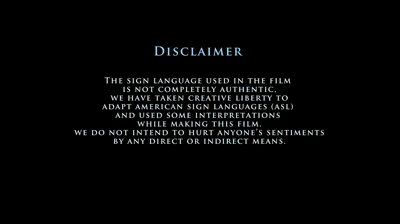 DISCLAIMER
THE SIGN LANGUAGE USED IN THE FILM
IS NOT COMPLETELY AUTHENTIC,
WE HAVE TAKEN CREATIVE LIBERTY TO
ADAPT AMERICAN SIGN LANGUAGES (ASL)
AND USED SOME INTERPRETATIONS
WHILE MAKING THIS FILM.
WE DO NOT INTEND TO HURT ANYONE'S SENTIMENTS
BY ANY DIRECT OR INDIRECT MEANS.